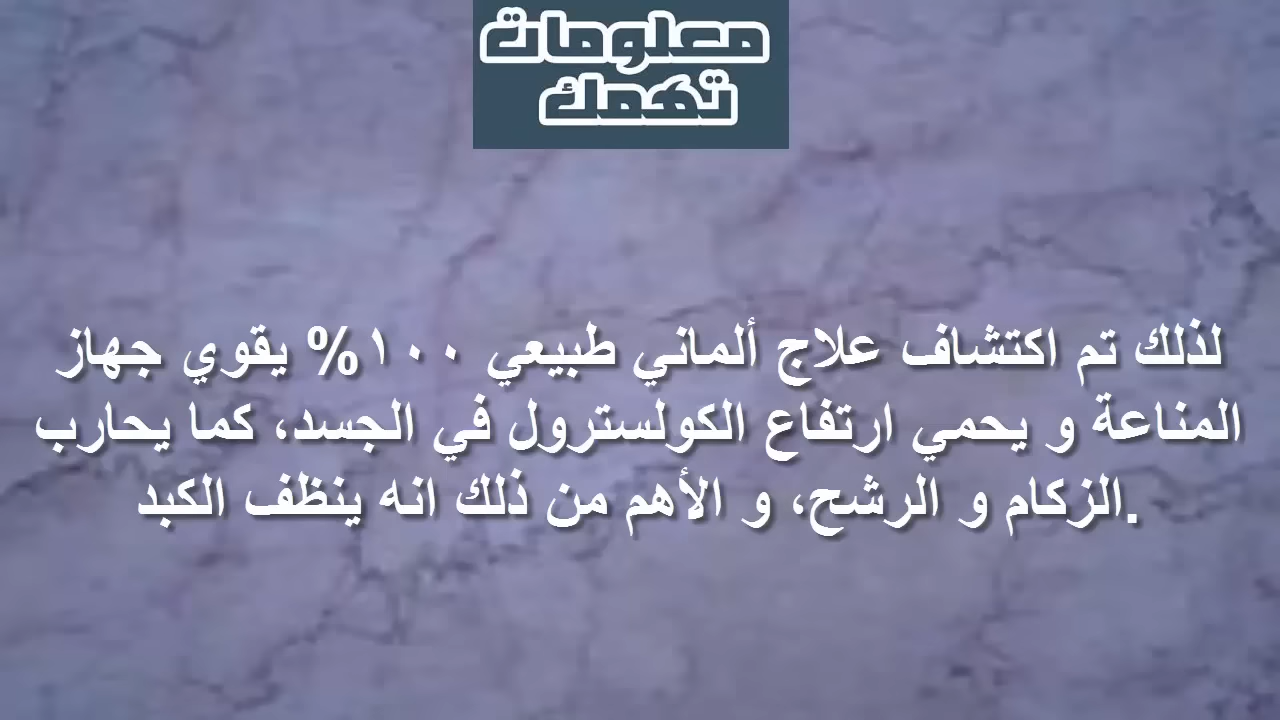 معلومات
تهمك
لذلك تم اكتشاف علاج ألماني طبيعي ١٠٠% يقوي جهاز
المناعة و يحمي ارتفاع الكولسترول في الجسد، كما يحارب
الزكام و الرشح، و الأهم من ذلك انه ينظف الكبد.